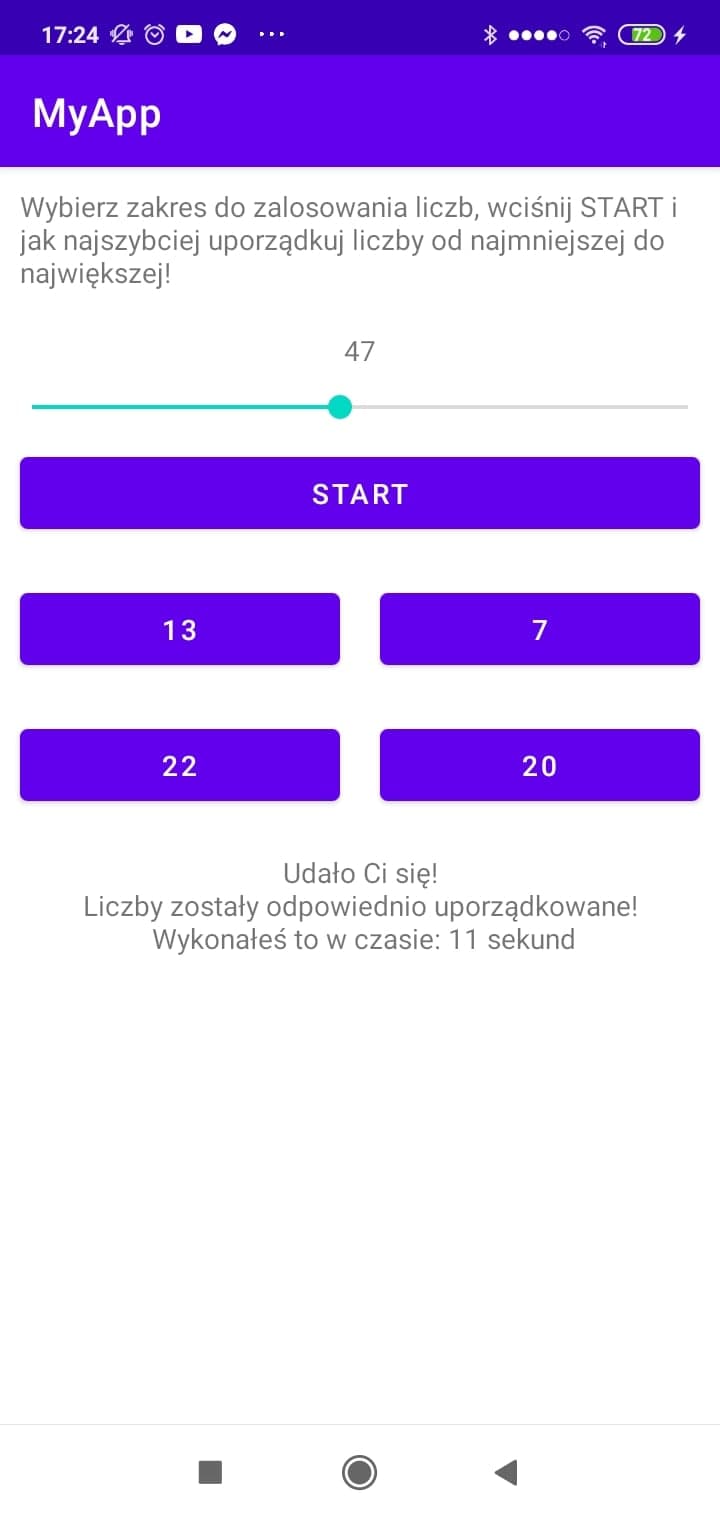 17:24
72
MyApp
Wybierz zakres do zalosowania liczb, wciśnij START i
jak najszybciej uporządkuj liczby od najmniejszej do
największej!
47
START
13
7
22
20
Udało Ci się!
Liczby zostały odpowiednio uporządkowane!
Wykonałeś to w czasie: 11 sekund